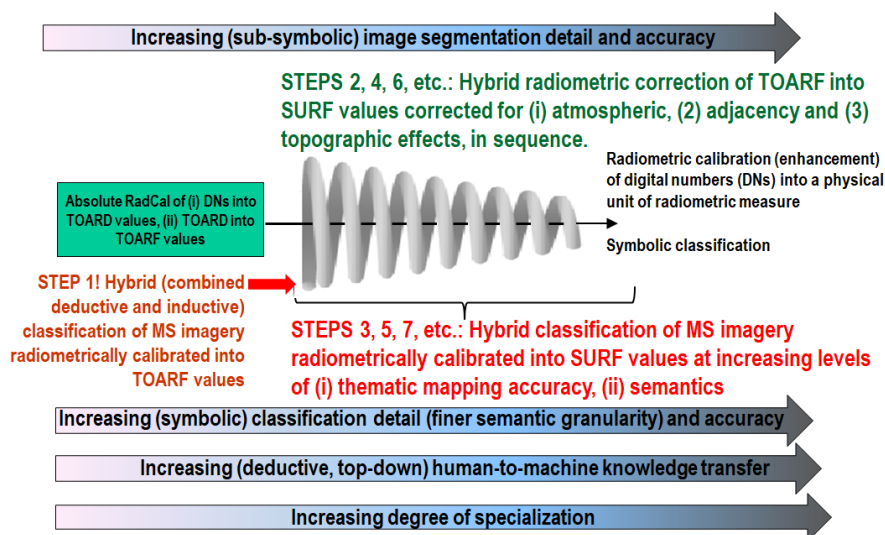 Increasing (sub-symbolic) image segmentation detail and accuracy
STEPS 2, 4, 6, etc.: Hybrid radiometric correction of TOARF into
SURF values corrected for (i) atmospheric, (2) adjacency and (3)
topographic effects, in sequence.
Radiometric calibration (enhancement)
of digital numbers (DNs) into a physical
unit of radiometric measure
Symbolic classification
Absolute RadCal of (i) DNs into
TOARD values, (ii) TOARD into
TOARF values
STEP 1! Hybrid (combined
deductive and inductive)
classification of MS imagery
radiometrically calibrated into
TOARF values
STEPS 3, 5, 7, etc.: Hybrid classification of MS imagery
radiometrically calibrated into SURF values at increasing levels
of (i) thematic mapping accuracy, (ii) semantics
Increasing (symbolic) classification detail (finer semantic granularity) and accuracy
Increasing (deductive, top-down) human-to-machine knowledge transfer
Increasing degree of specialization